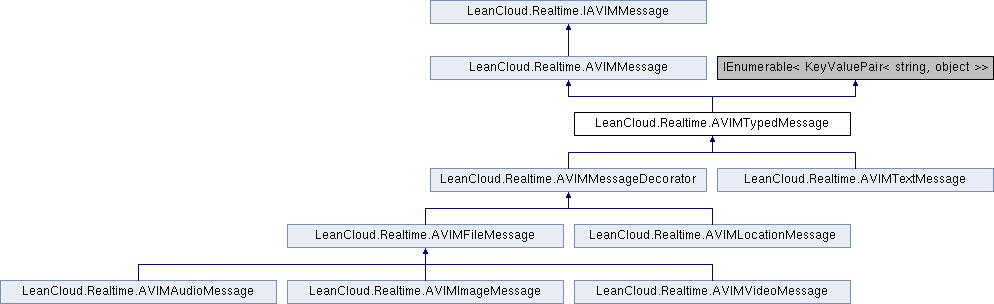 LeanCloud.Realtime.IAVIMMessage
LeanCloud.Realtime.AVIMMessage
IEnumerable< KeyValuePair< string, object >>
LeanCloud.Realtime.AVIMTypedMessage
LeanCloud.Realtime.AVIMMessageDecorator
LeanCloud.Realtime.AVIMTextMessage
LeanCloud.Realtime.AVIMFileMessage
LeanCloud.Realtime.AVIMLocationMessage
LeanCloud.Realtime.AVIMAudioMessage
LeanCloud.Realtime.AVIMImageMessage
LeanCloud.Realtime.AVIMVideoMessage